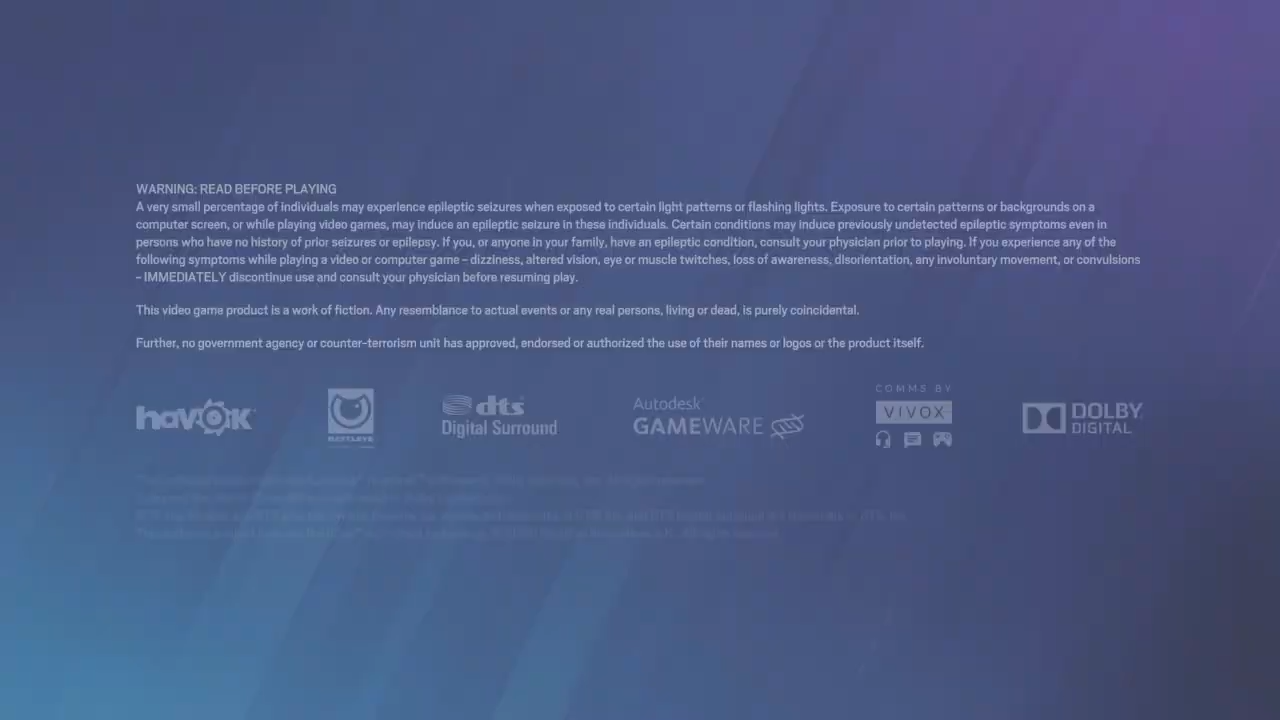 WARNING: READ BEFORE PLAYING
A very small percentage of individuals may experience epileptic seizures when exposed to certain light patterns or flashing lights. Exposure to certain patterns or backgrounds on a
computer screen, or while playing video games, may induce an epileptic seizure in these individuals. Certain conditions may induce previously undetected epileptic symptoms even in
persons who have no history of prior seizures or epilepsy. If you, or anyone in your family, have an epileptic condition, consult your physician prior to playing. If you experience any of the
following symptoms while playing a video or computer game – dizziness, altered vision, eye or muscle twitches, loss of awareness, disorientation, any involuntary movement, or convulsions
– IMMEDIATELY discontinue use and consult your physician before resuming play.
This video game product is a work of fiction. Any resemblance to actual events or any real persons, living or dead, is purely coincidental.
Further, no government agency or counter-terrorism unit has approved, endorsed or authorized the use of their names or logos or the product itself.
havok
BATTLEYE
dts
Digital Surround
Autodesk
GAMEWARE
COMMS BY
VIVOX
DOLBY
DIGITAL